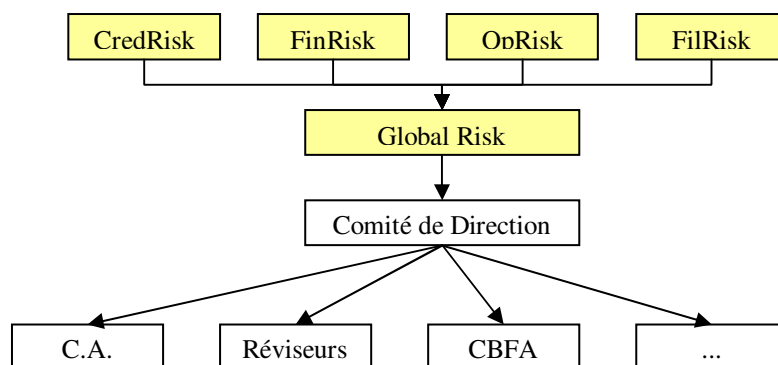 CredRisk
FinRisk
OpRisk
FilRisk
Global Risk
Comité de Direction
C.A.
Réviseurs
CBFA
...